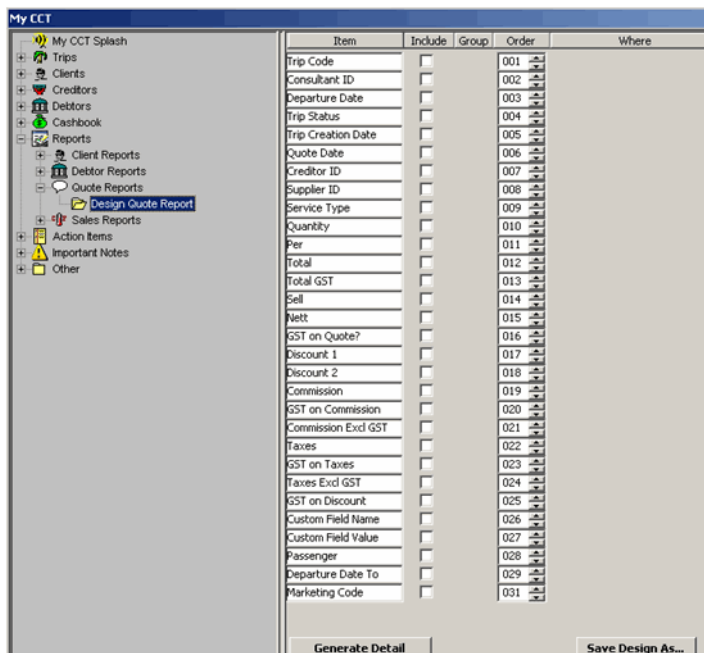 My CCT
My CCT Splash
Trips
Clients
Creditors
Debtors
Cashbook
Reports
Client Reports
Debtor Reports
Quote Reports
Design Quote Report
Sales Reports
Action Items
Important Notes
Other
Item Include Group Order Where
Trip Code 001
Consultant ID 002
Departure Date 003
Trip Status 004
Trip Creation Date 005
Quote Date 006
Creditor ID 007
Supplier ID 008
Service Type 009
Quantity 010
Per 011
Total 012
Total GST 013
Sell 014
Nett 015
GST on Quote? 016
Discount 1 017
Discount 2 018
Commission 019
GST on Commission 020
Commission Excl GST 021
Taxes 022
GST on Taxes 023
Taxes Excl GST 024
GST on Discount 025
Custom Field Name 026
Custom Field Value 027
Passenger 028
Departure Date To 029
Marketing Code 031
Generate Detail Save Design As...